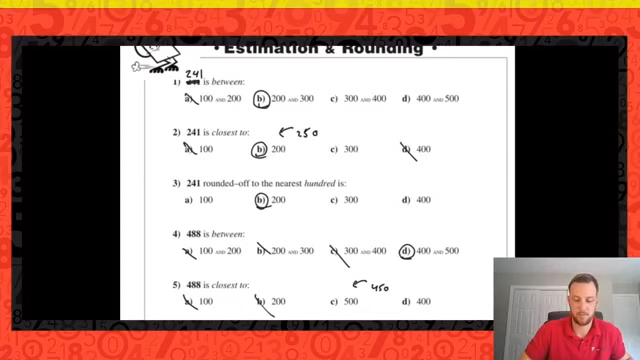 • Estimation & Rounding •
241
1) is between:
a) 100 AND 200 b) 200 AND 300 c) 300 AND 400 d) 400 AND 500
← 250
2) 241 is closest to:
a) 100 b) 200 c) 300 d) 400
3) 241 rounded–off to the nearest hundred is:
a) 100 b) 200 c) 300 d) 400
4) 488 is between:
a) 100 AND 200 b) 200 AND 300 c) 300 AND 400 d) 400 AND 500
← 450
5) 488 is closest to:
a) 100 b) 200 c) 500 d) 400